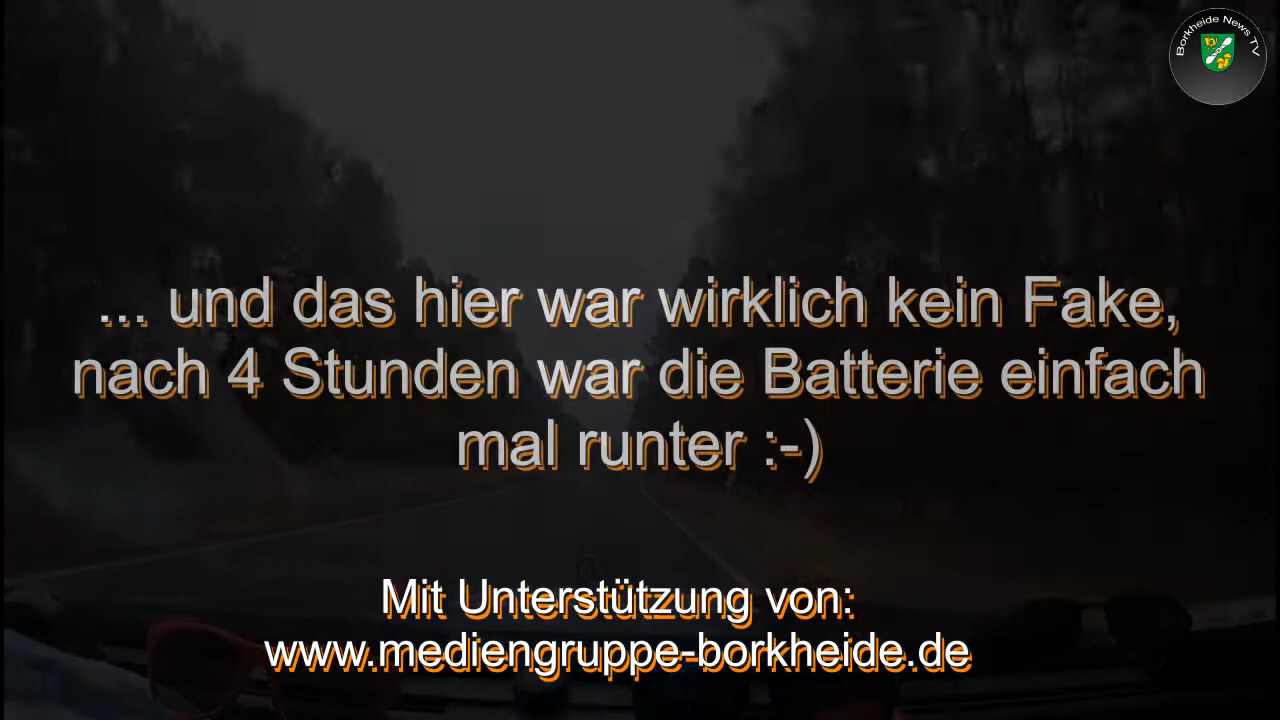 Borkheide News TV
... und das hier war wirklich kein Fake,
nach 4 Stunden war die Batterie einfach
mal runter :-)
Mit Unterstützung von:
www.mediengruppe-borkheide.de